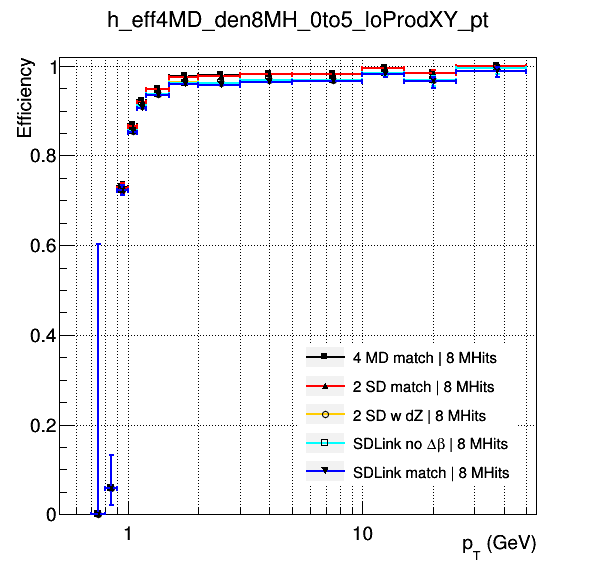 h_eff4MD_den8MH_0to5_loProdXY_pt
Efficiency
1
0.8
0.6
0.4
0.2
0
4 MD match | 8 MHits
2 SD match | 8 MHits
2 SD w dZ | 8 MHits
SDLink no Δβ | 8 MHits
SDLink match | 8 MHits
1 10
p_T (GeV)